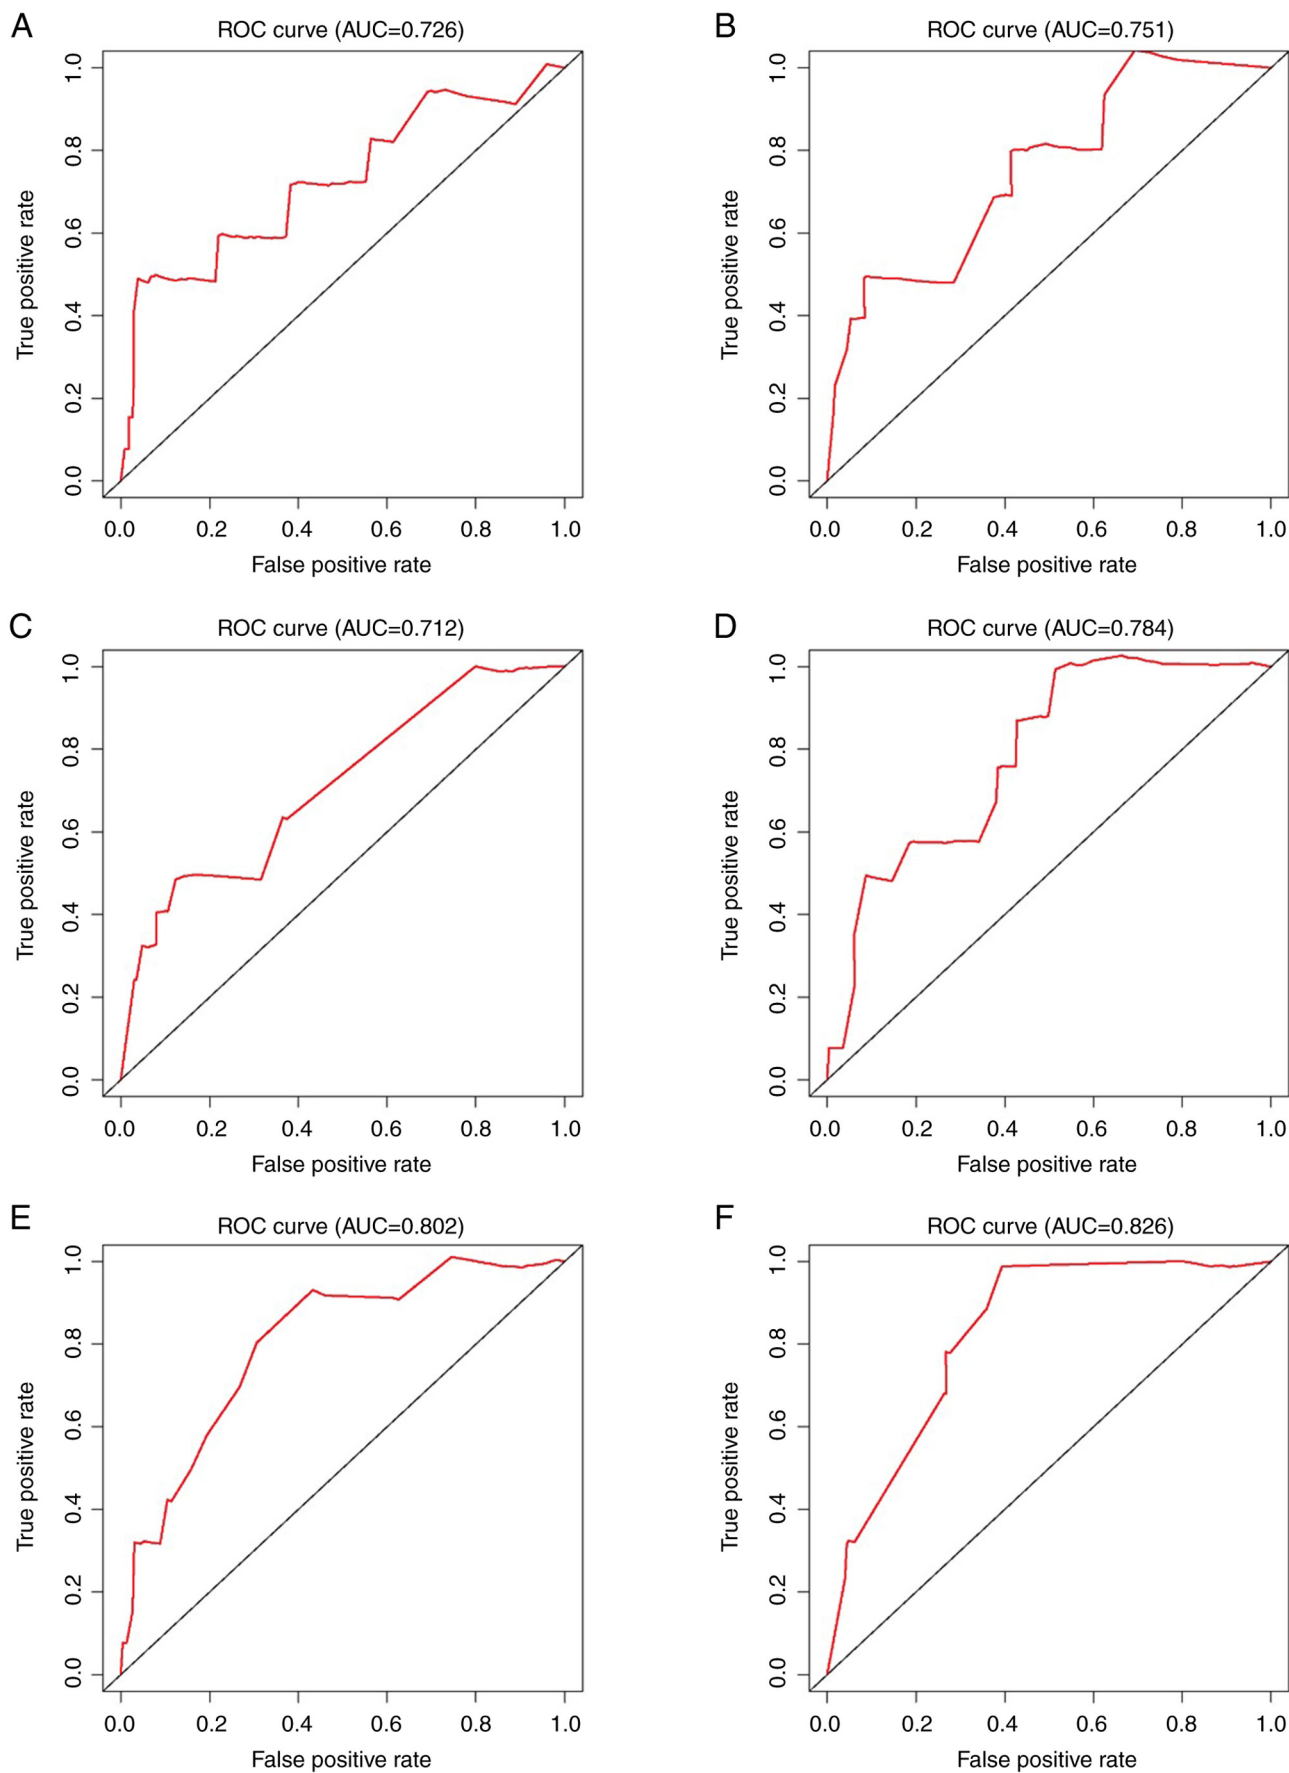 A
ROC curve (AUC=0.726)
True positive rate
1.0
0.8
0.6
0.4
0.2
0.0
0.0 0.2 0.4 0.6 0.8 1.0
False positive rate
B
ROC curve (AUC=0.751)
True positive rate
1.0
0.8
0.6
0.4
0.2
0.0
0.0 0.2 0.4 0.6 0.8 1.0
False positive rate
C
ROC curve (AUC=0.712)
True positive rate
1.0
0.8
0.6
0.4
0.2
0.0
0.0 0.2 0.4 0.6 0.8 1.0
False positive rate
D
ROC curve (AUC=0.784)
True positive rate
1.0
0.8
0.6
0.4
0.2
0.0
0.0 0.2 0.4 0.6 0.8 1.0
False positive rate
E
ROC curve (AUC=0.802)
True positive rate
1.0
0.8
0.6
0.4
0.2
0.0
0.0 0.2 0.4 0.6 0.8 1.0
False positive rate
F
ROC curve (AUC=0.826)
True positive rate
1.0
0.8
0.6
0.4
0.2
0.0
0.0 0.2 0.4 0.6 0.8 1.0
False positive rate